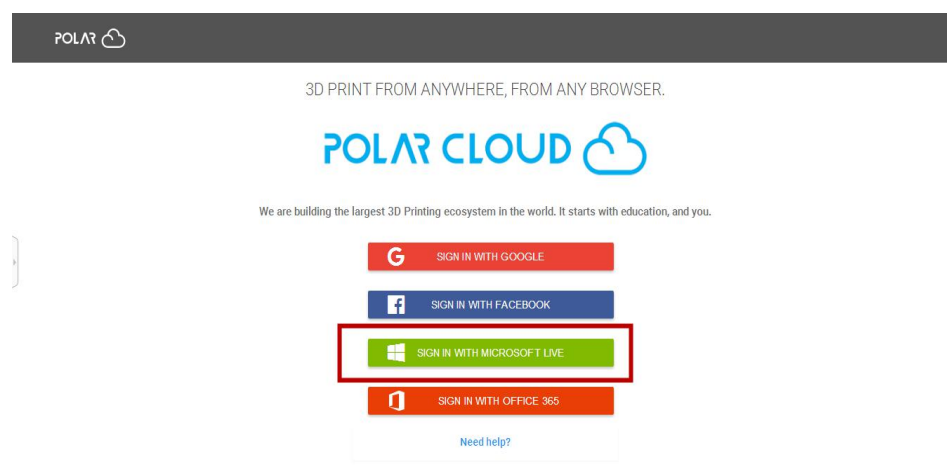 POLAR
3D PRINT FROM ANYWHERE, FROM ANY BROWSER.
POLAR CLOUD
We are building the largest 3D Printing ecosystem in the world. It starts with education, and you.
SIGN IN WITH GOOGLE
SIGN IN WITH FACEBOOK
SIGN IN WITH MICROSOFT LIVE
SIGN IN WITH OFFICE 365
Need help?